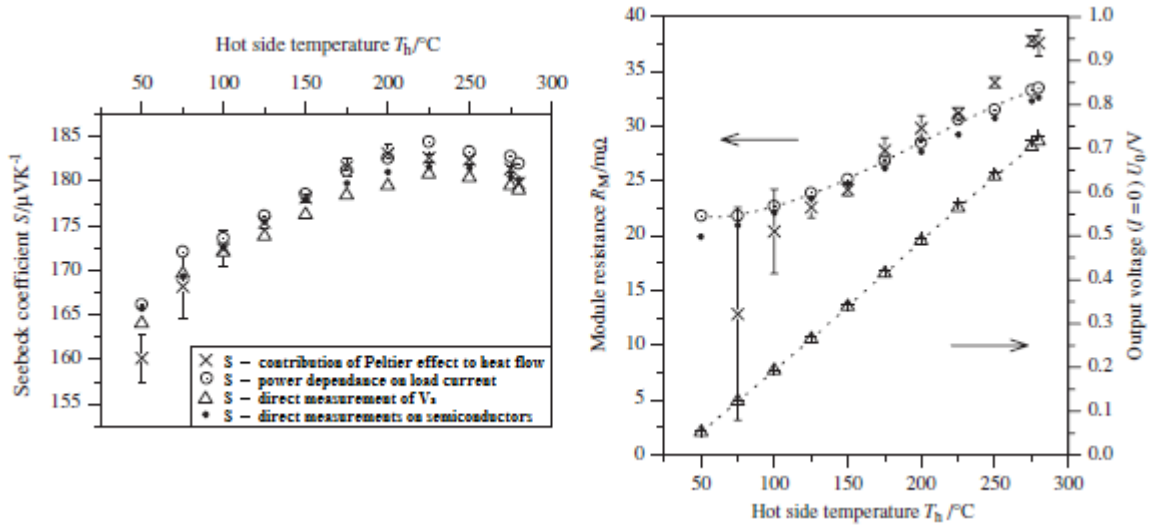 Hot side temperature Th/°C
50 100 150 200 250 300
185
180
175
170
165
160
155
Seebeck coefficient S/μVK⁻¹
S – contribution of Peltier effect to heat flow
S – power dependance on load current
S – direct measurement of V₀
S – direct measurements on semiconductors
40
35
30
25
20
15
10
5
0
Module resistance RM/mΩ
1.0
0.9
0.8
0.7
0.6
0.5
0.4
0.3
0.2
0.1
0.0
Output voltage (I = 0) U₀/V
50 100 150 200 250 300
Hot side temperature Th/°C